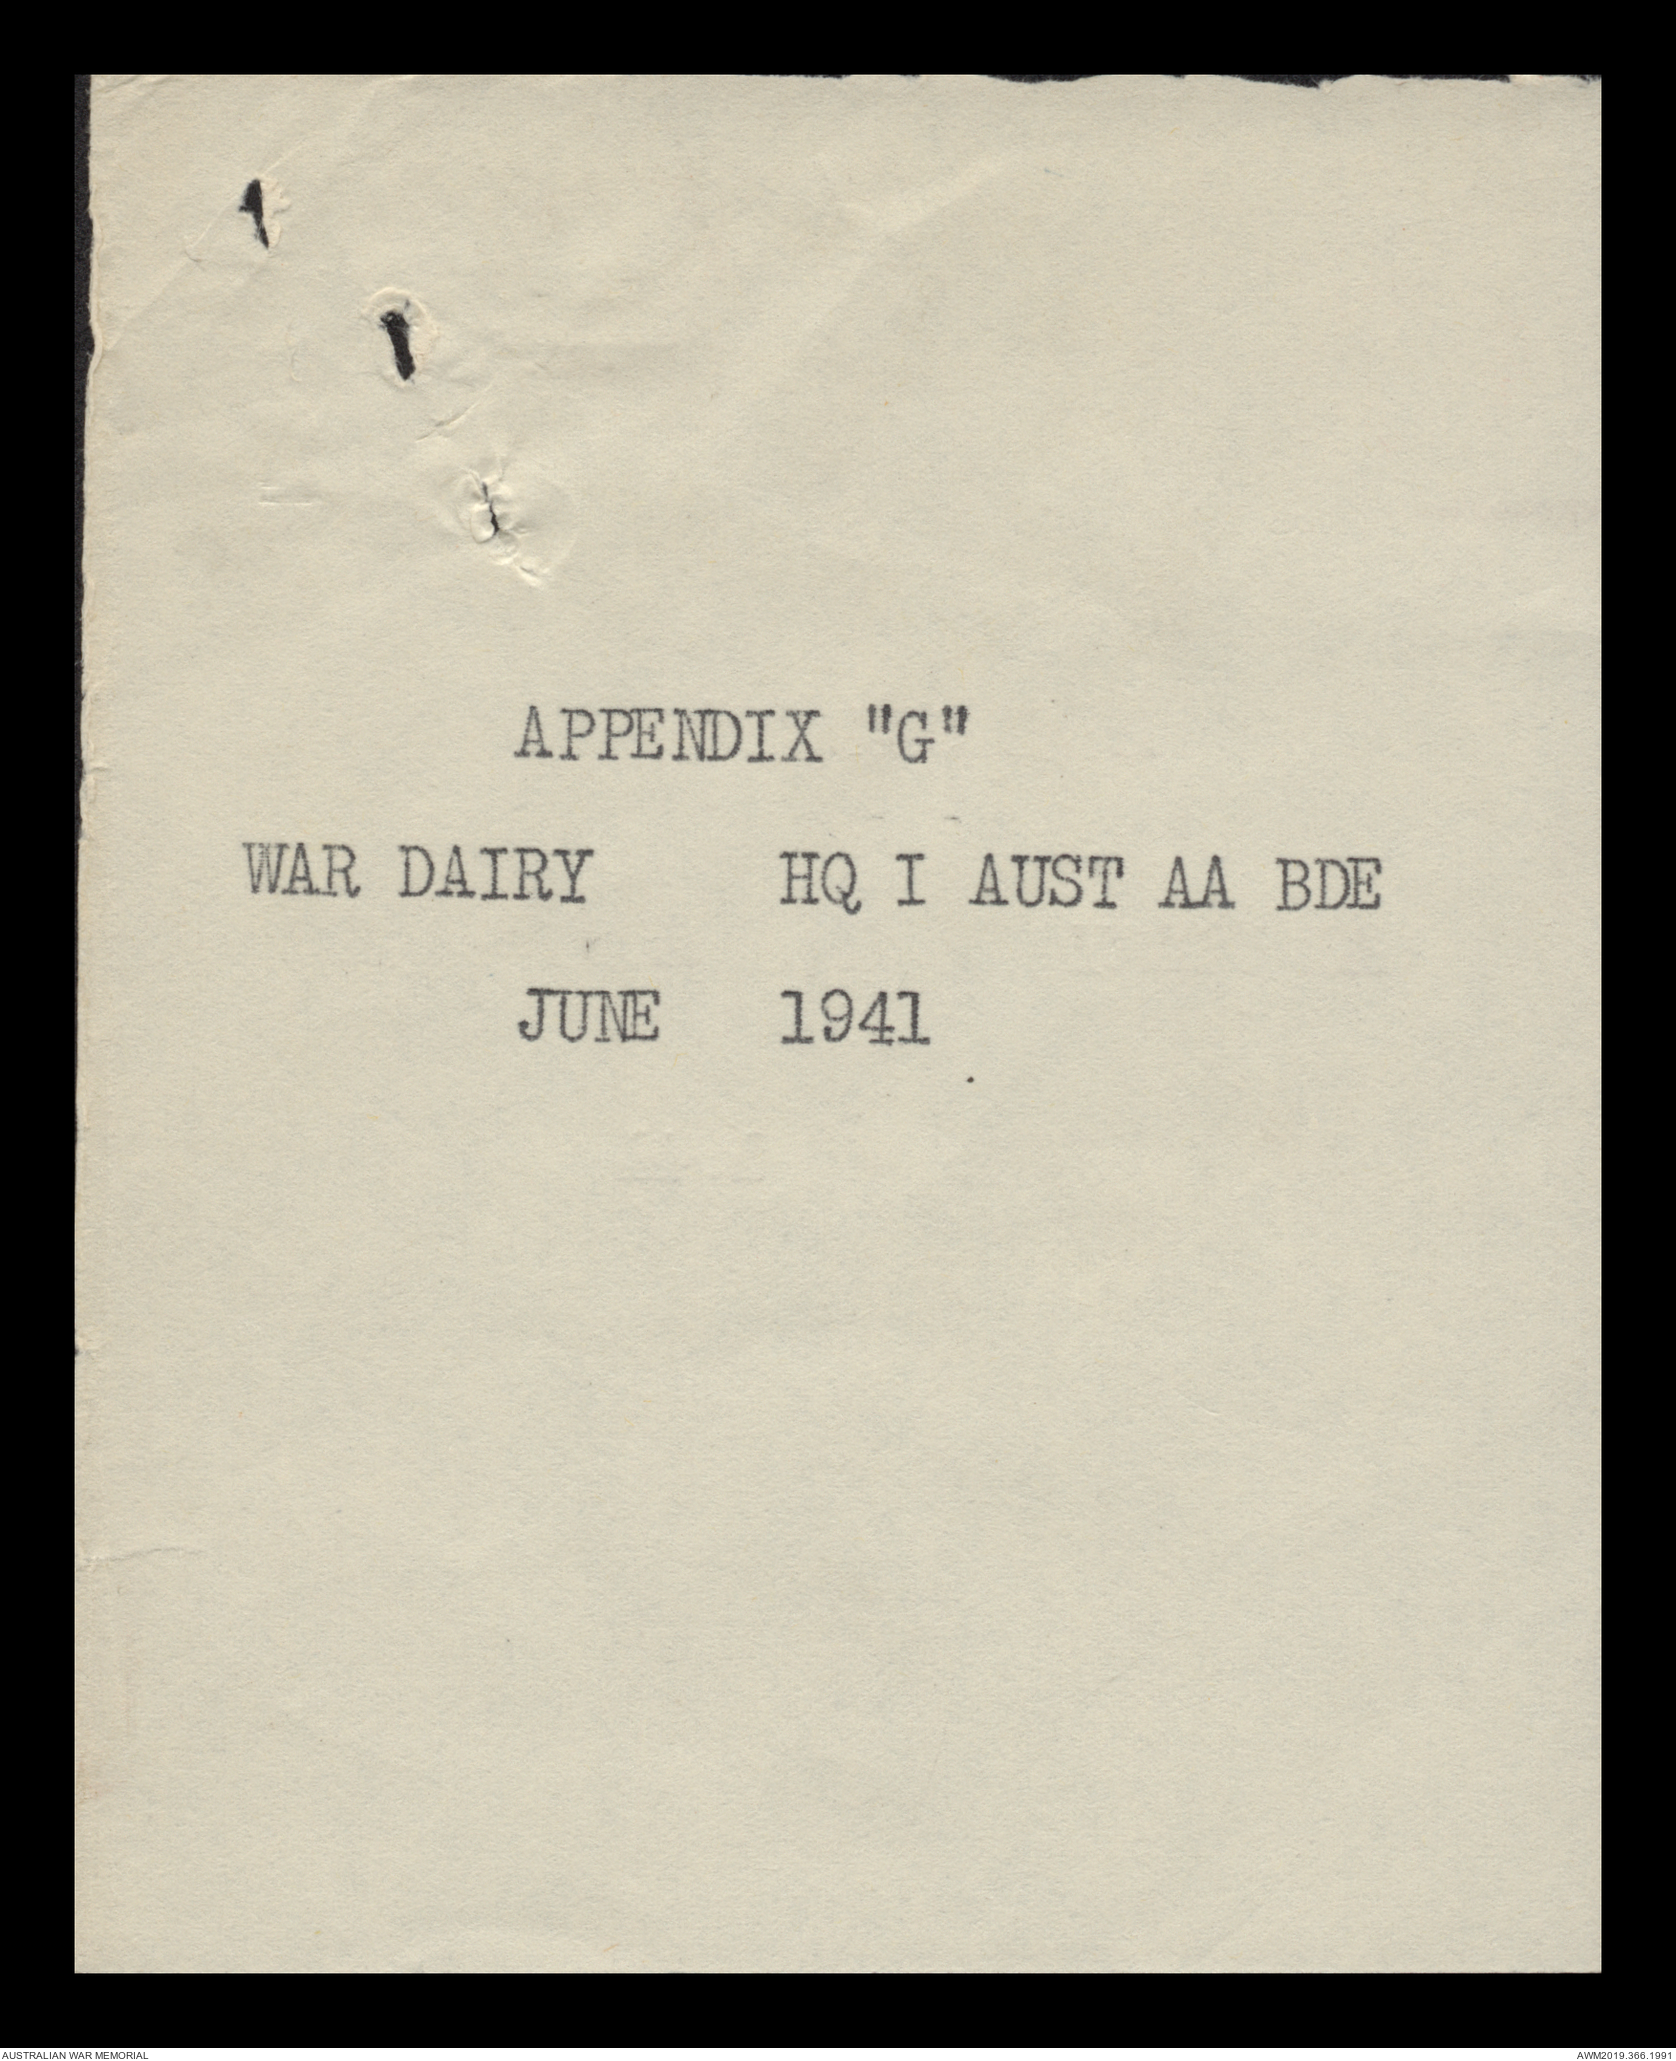 APPENDIX "G"
WAR DAIRY HQ I AUST AA BDE
JUNE 1941
AUSTRALIAN WAR MEMORIAL
AWM2019.366.1991